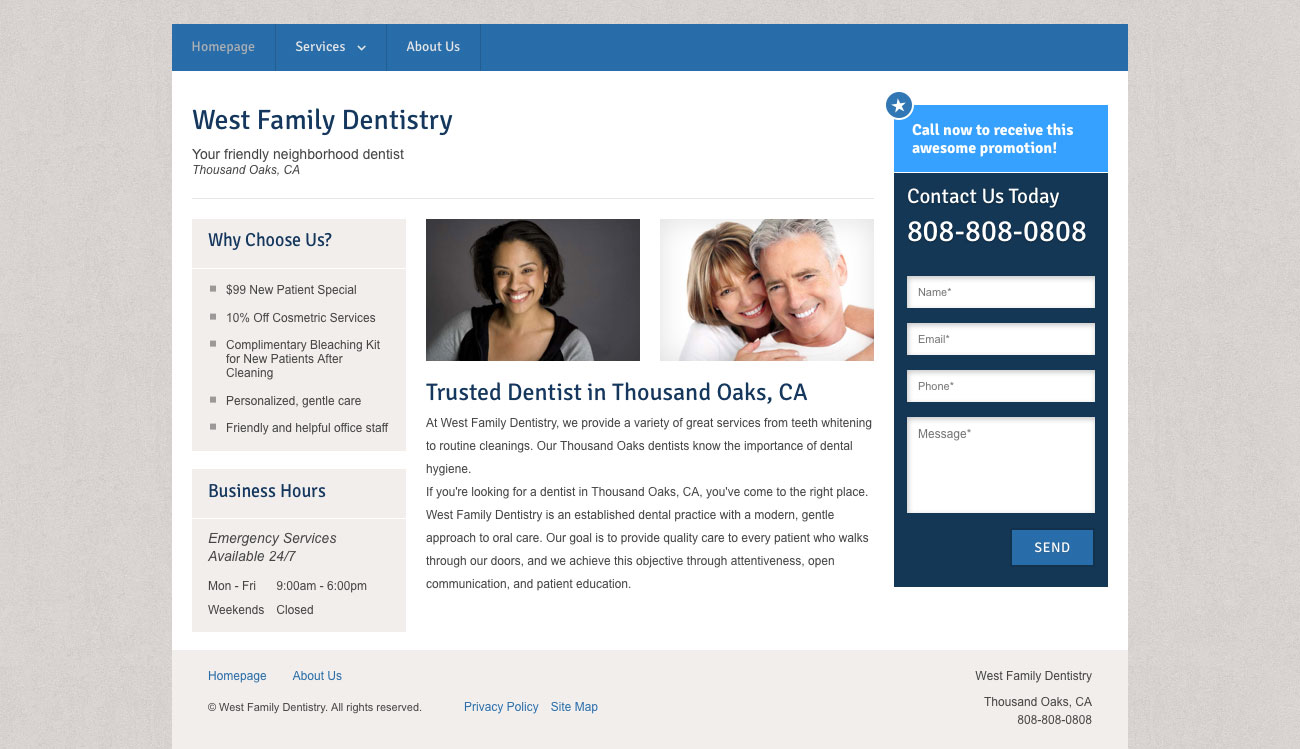 Homepage
Services
About Us
West Family Dentistry
Your friendly neighborhood dentist
Thousand Oaks, CA
Why Choose Us?
$99 New Patient Special
10% Off Cosmetric Services
Complimentary Bleaching Kit
for New Patients After
Cleaning
Personalized, gentle care
Friendly and helpful office staff
Business Hours
Emergency Services
Available 24/7
Mon - Fri 9:00am - 6:00pm
Weekends Closed
Trusted Dentist in Thousand Oaks, CA
At West Family Dentistry, we provide a variety of great services from teeth whitening
to routine cleanings. Our Thousand Oaks dentists know the importance of dental
hygiene.
If you're looking for a dentist in Thousand Oaks, CA, you've come to the right place.
West Family Dentistry is an established dental practice with a modern, gentle
approach to oral care. Our goal is to provide quality care to every patient who walks
through our doors, and we achieve this objective through attentiveness, open
communication, and patient education.
Call now to receive this
awesome promotion!
Contact Us Today
808-808-0808
Name*
Email*
Phone*
Message*
SEND
Homepage About Us
© West Family Dentistry. All rights reserved. Privacy Policy Site Map
West Family Dentistry
Thousand Oaks, CA
808-808-0808